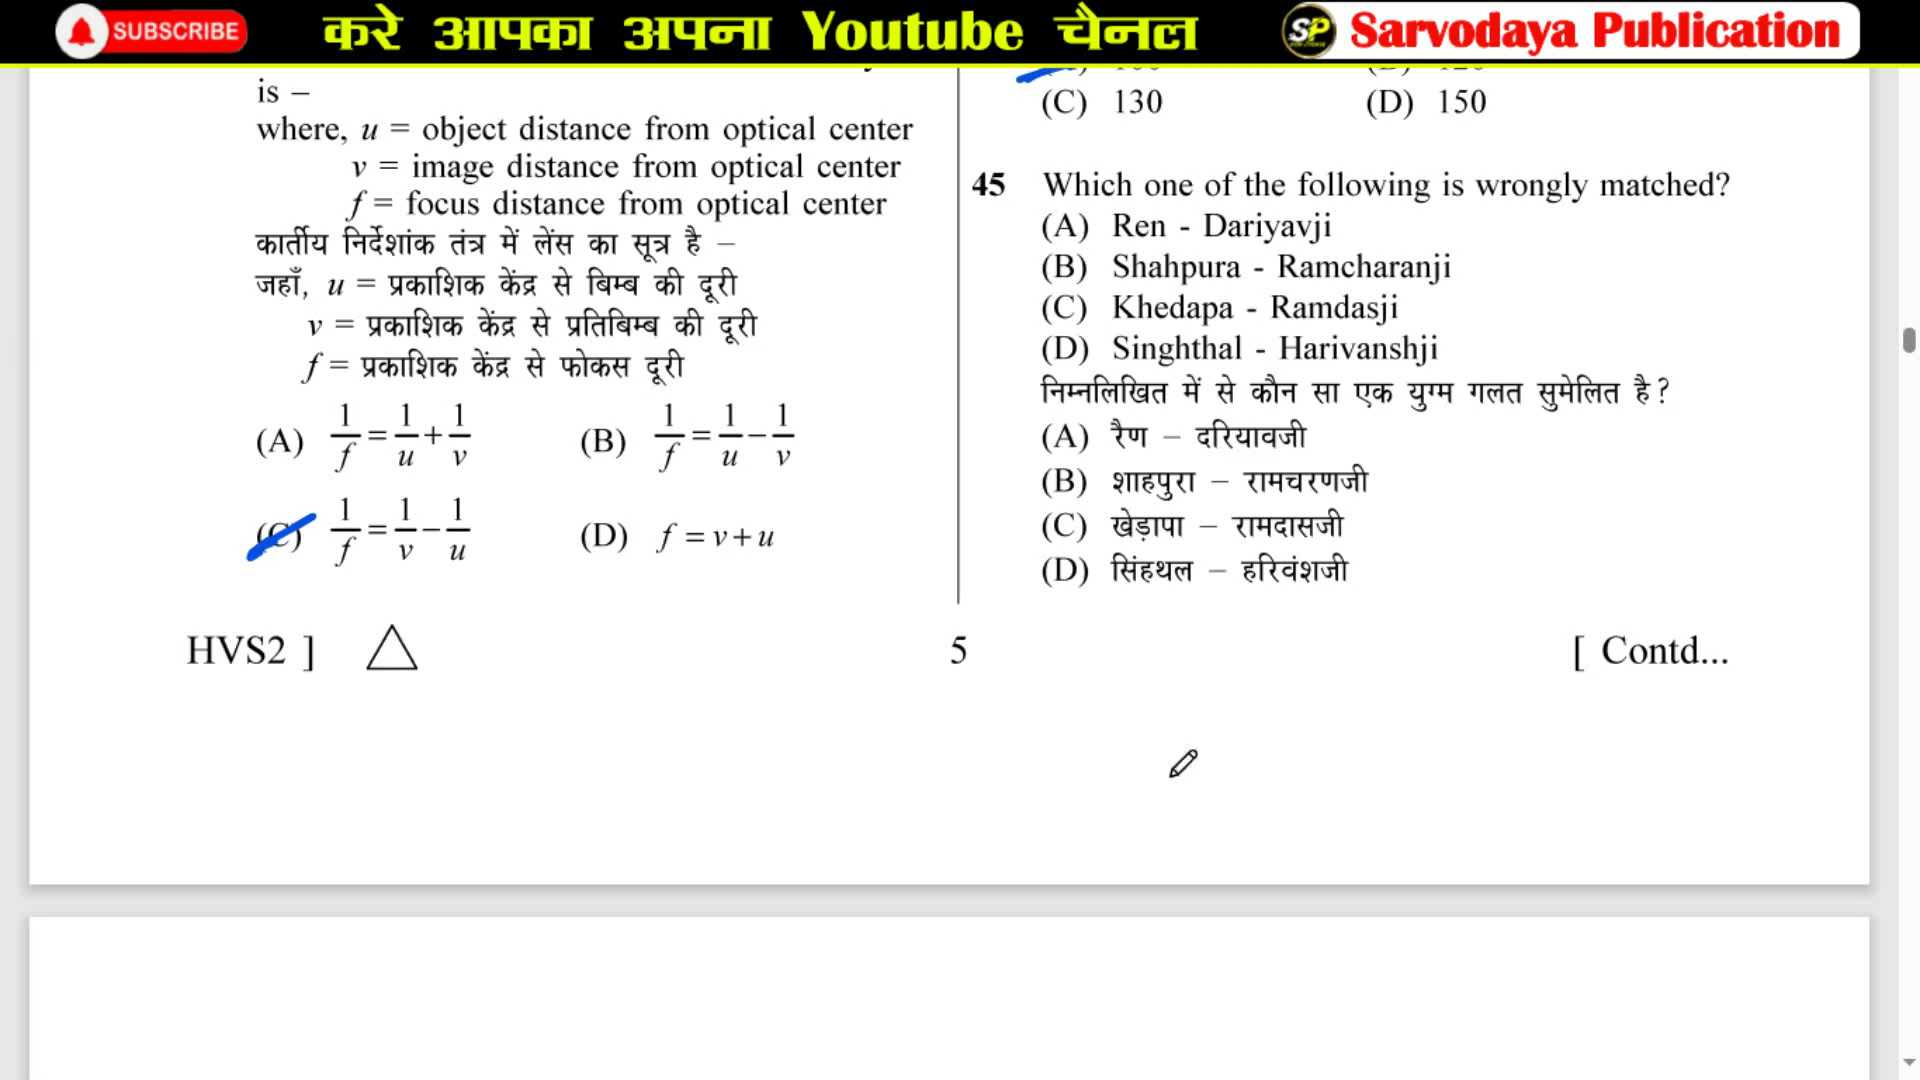 SUBSCRIBE करे आपका अपना Youtube चैनल SP Sarvodaya Publication
is –
where, u = object distance from optical center
v = image distance from optical center
f = focus distance from optical center
कार्तीय निर्देशांक तंत्र में लेंस का सूत्र है –
जहाँ, u = प्रकाशिक केंद्र से बिम्ब की दूरी
v = प्रकाशिक केंद्र से प्रतिबिम्ब की दूरी
f = प्रकाशिक केंद्र से फोकस दूरी
(A) 1/f = 1/u + 1/v (B) 1/f = 1/u − 1/v
(C) 1/f = 1/v − 1/u (D) f = v + u
(C) 130 (D) 150
45 Which one of the following is wrongly matched?
(A) Ren - Dariyavji
(B) Shahpura - Ramcharanji
(C) Khedapa - Ramdasji
(D) Singhthal - Harivanshji
निम्नलिखित में से कौन सा एक युग्म गलत सुमेलित है?
(A) रैण – दरियावजी
(B) शाहपुरा – रामचरणजी
(C) खेड़ापा – रामदासजी
(D) सिंहथल – हरिवंशजी
HVS2 ] △ 5 [ Contd...